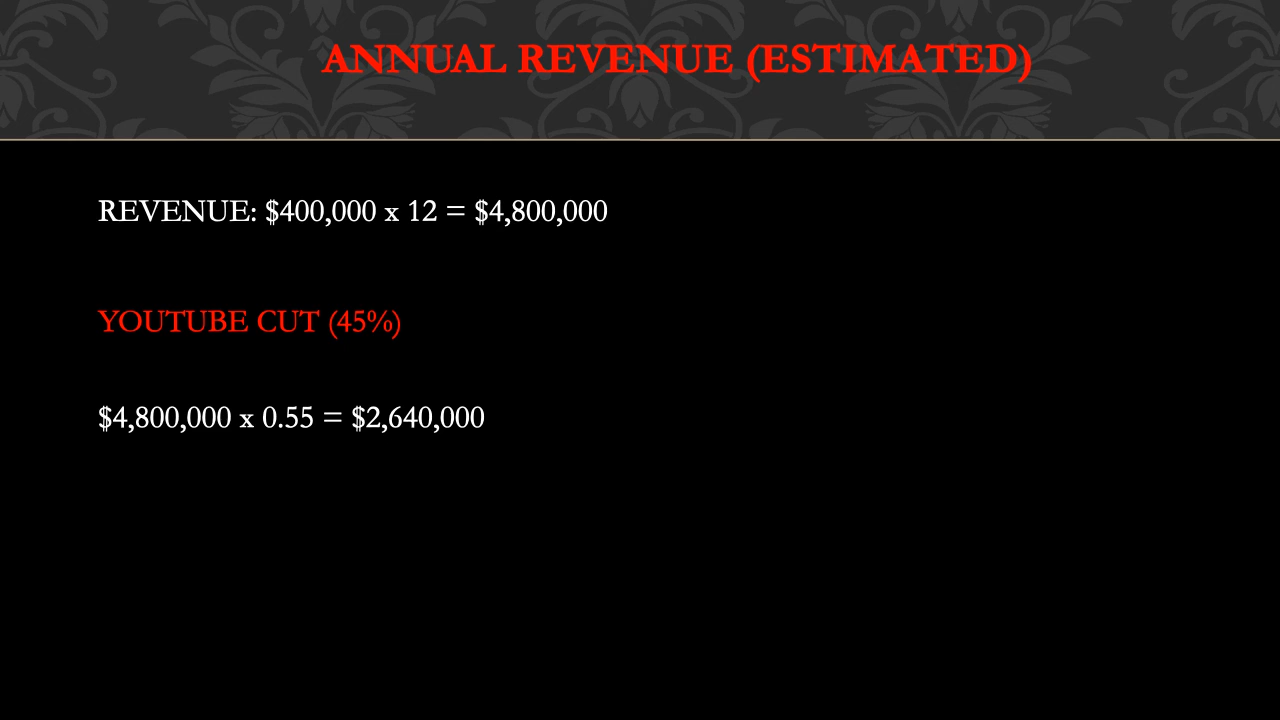 ANNUAL REVENUE (ESTIMATED)
REVENUE: $400,000 x 12 = $4,800,000
YOUTUBE CUT (45%)
$4,800,000 x 0.55 = $2,640,000